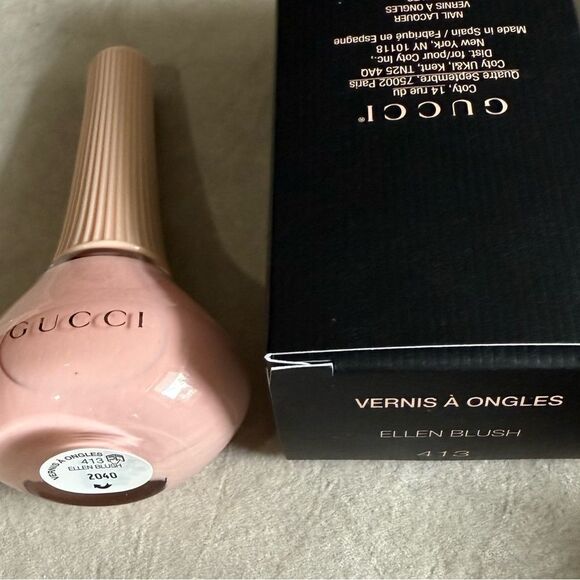 GUCCI
VERNIS À ONGLES
413
ELLEN BLUSH
2040
GUCCI®
Coty, 14 rue du
Quatre Septembre, 75002 Paris
Coty UK&I, Kent, TN25 4AQ
Dist. for/pour Coty Inc.,
New York, NY 10118
Made in Spain / Fabriqué en Espagne
NAIL LACQUER
VERNIS À ONGLES
VERNIS À ONGLES
ELLEN BLUSH
413